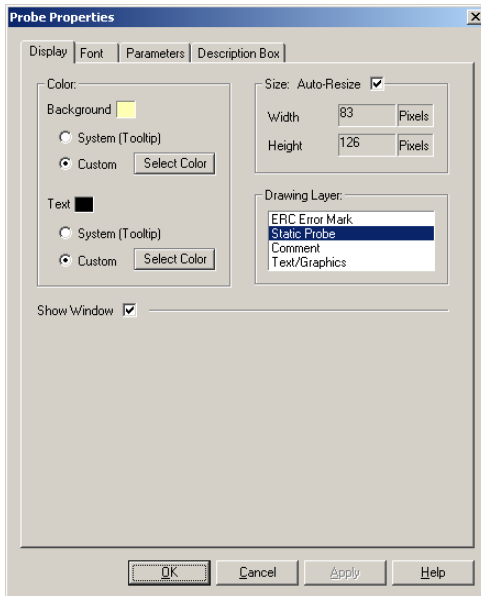 Probe Properties
Display Font Parameters Description Box
Color:
Background
System (Tooltip)
Custom Select Color
Text
System (Tooltip)
Custom Select Color
Size: Auto-Resize
Width 83 Pixels
Height 126 Pixels
Drawing Layer:
ERC Error Mark
Static Probe
Comment
Text/Graphics
Show Window
OK Cancel Apply Help